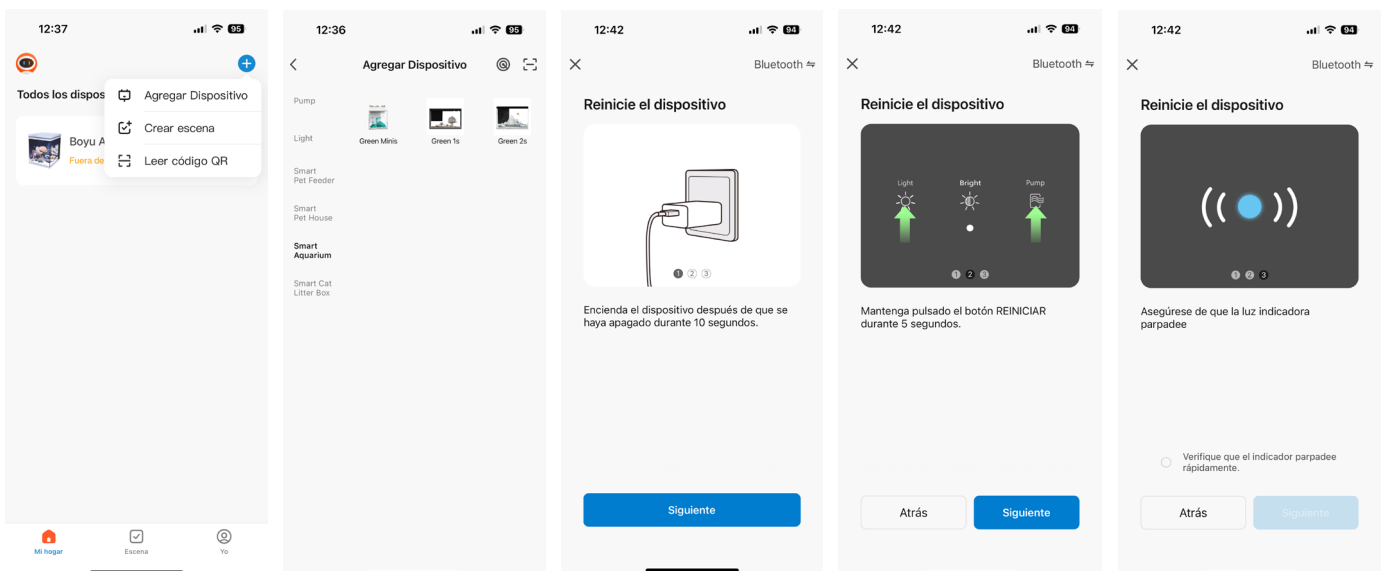 12:37
95
Todos los dispos
Agregar Dispositivo
Crear escena
Leer código QR
Boyu A
Fuera de
Mi hogar
Escena
Yo
12:36
95
Agregar Dispositivo
Pump
Light
Smart
Pet Feeder
Smart
Pet House
Smart
Aquarium
Smart Cat
Litter Box
Green Minis
Green 1s
Green 2s
12:42
94
Bluetooth
Reinicie el dispositivo
1 2 3
Encienda el dispositivo después de que se
haya apagado durante 10 segundos.
Siguiente
12:42
94
Bluetooth
Reinicie el dispositivo
Light Bright Pump
1 2 3
Mantenga pulsado el botón REINICIAR
durante 5 segundos.
Atrás
Siguiente
12:42
94
Bluetooth
Reinicie el dispositivo
1 2 3
Asegúrese de que la luz indicadora
parpadee
Verifique que el indicador parpadee
rápidamente.
Atrás
Siguiente